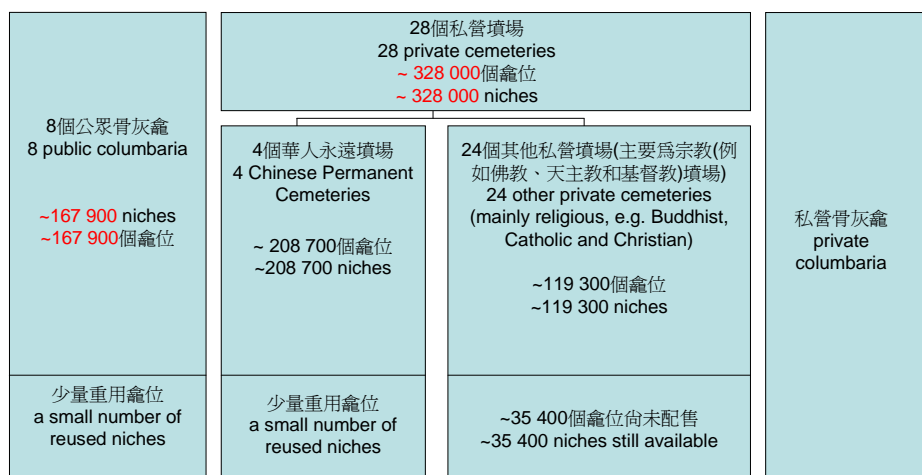 8個公眾骨灰龕
8 public columbaria
~167 900 niches
~167 900個龕位
少量重用龕位
a small number of
reused niches
28個私營墳場
28 private cemeteries
~ 328 000個龕位
~ 328 000 niches
4個華人永遠墳場
4 Chinese Permanent
Cemeteries
~ 208 700個龕位
~208 700 niches
少量重用龕位
a small number of
reused niches
24個其他私營墳場(主要爲宗教(例
如佛教、天主教和基督教)墳場)
24 other private cemeteries
(mainly religious, e.g. Buddhist,
Catholic and Christian)
~119 300個龕位
~119 300 niches
~35 400個龕位尚未配售
~35 400 niches still available
私營骨灰龕
private
columbaria